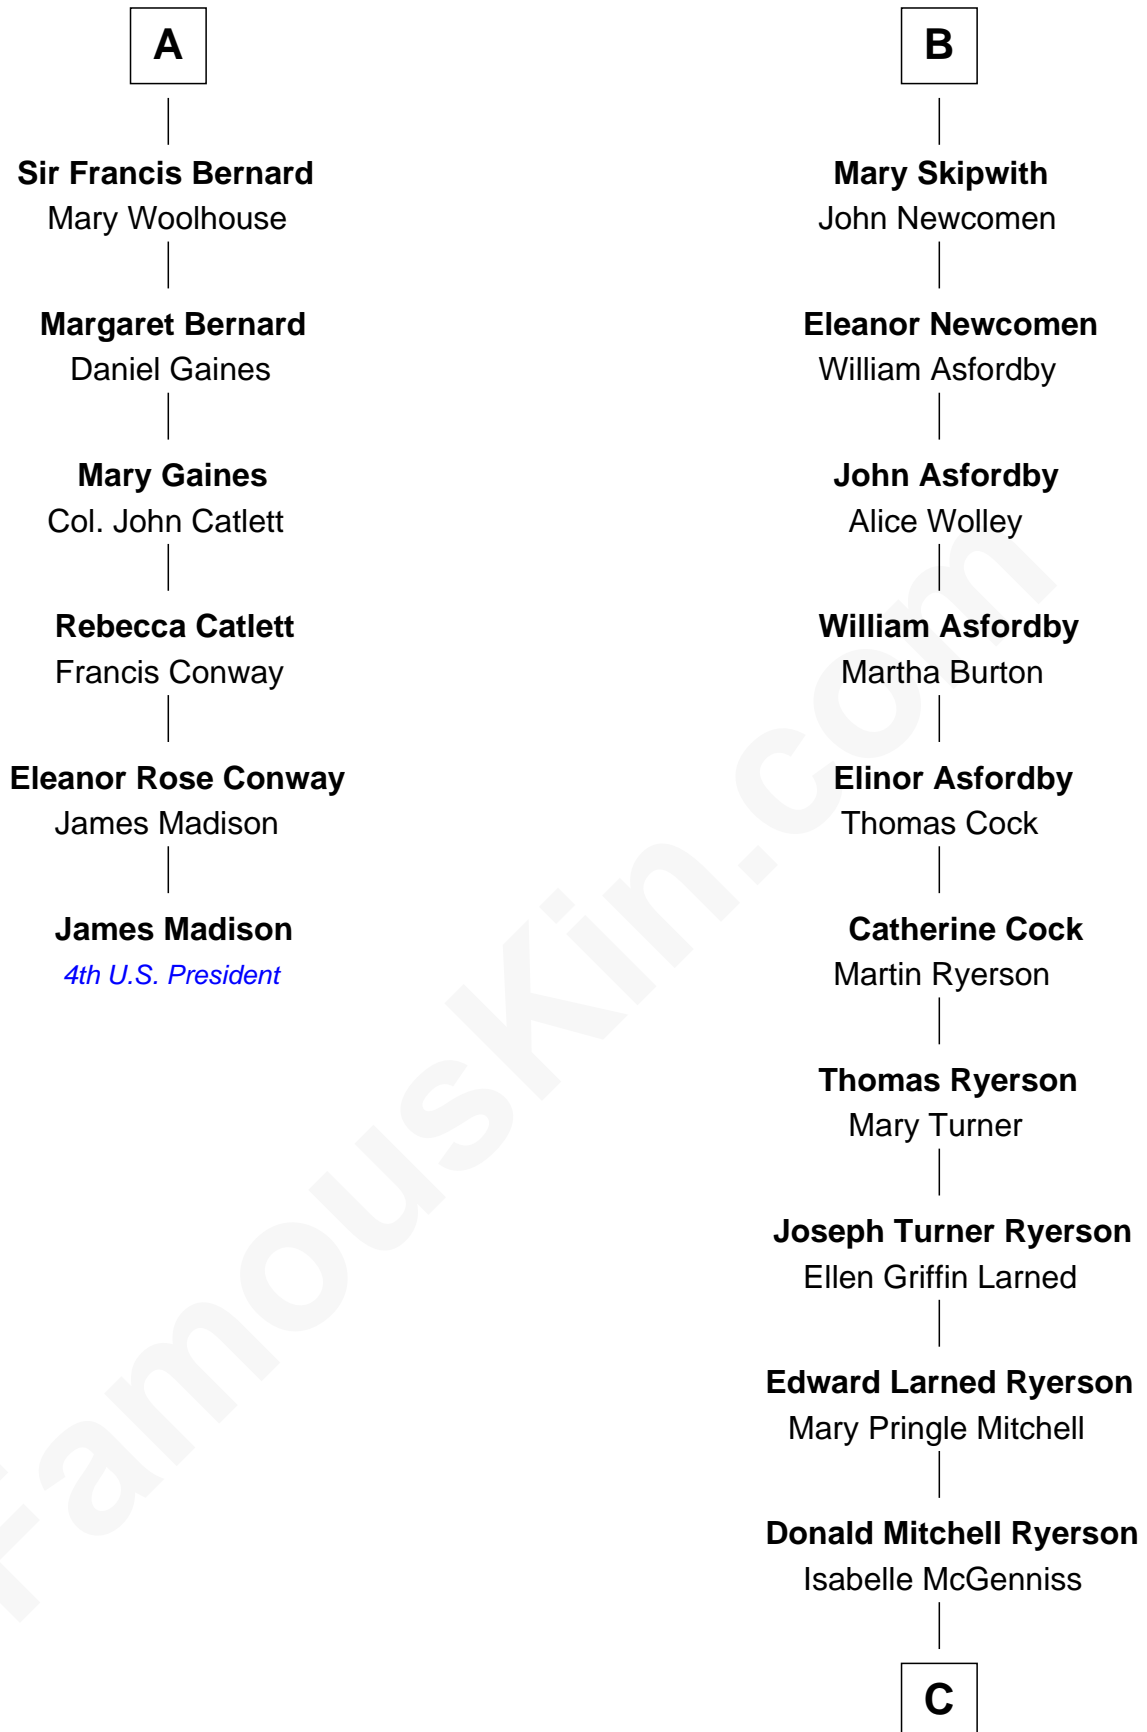 A
Sir Francis Bernard
Mary Woolhouse
Margaret Bernard
Daniel Gaines
Mary Gaines
Col. John Catlett
Rebecca Catlett
Francis Conway
Eleanor Rose Conway
James Madison
James Madison
4th U.S. President
B
Mary Skipwith
John Newcomen
Eleanor Newcomen
William Asfordby
John Asfordby
Alice Wolley
William Asfordby
Martha Burton
Elinor Asfordby
Thomas Cock
Catherine Cock
Martin Ryerson
Thomas Ryerson
Mary Turner
Joseph Turner Ryerson
Ellen Griffin Larned
Edward Larned Ryerson
Mary Pringle Mitchell
Donald Mitchell Ryerson
Isabelle McGenniss
C
FamousKin.com